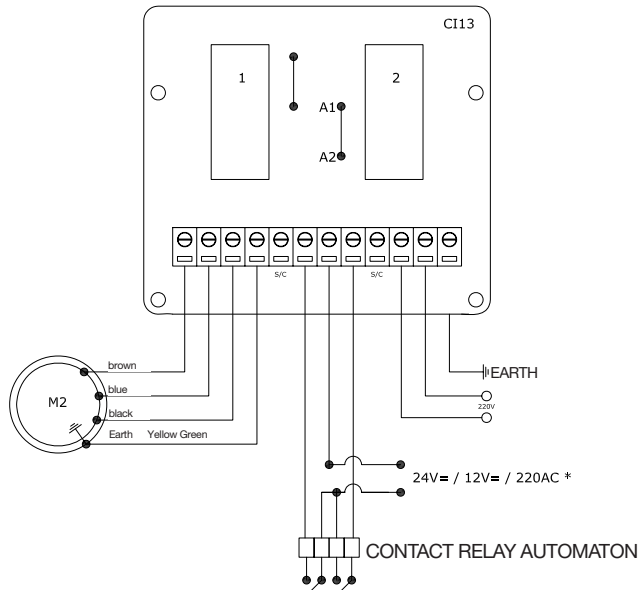 CI13
1
2
A1
A2
S/C
S/C
brown
EARTH
blue
M2
220V
black
Earth Yellow Green
24V= / 12V= / 220AC *
CONTACT RELAY AUTOMATON